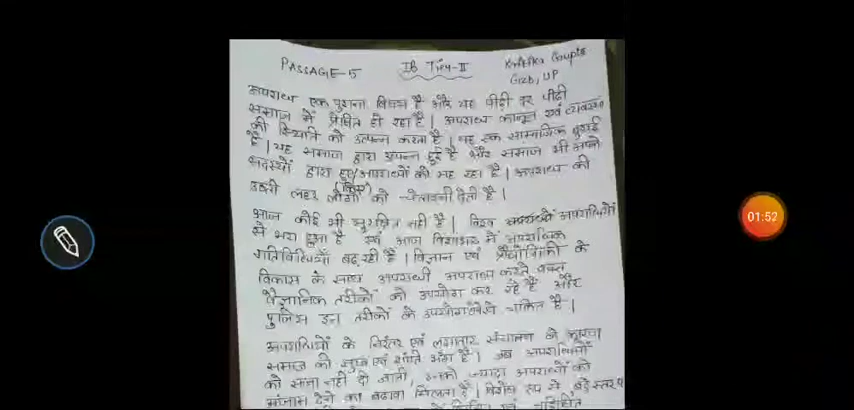 PASSAGE-5 IB Tier-II Kritika Gupta
Gzb, UP
अपराध एक पुराना विषय है और यह पीढ़ी दर पीढ़ी
समाज में प्रेषित हो रहा है। अपराध कानून एवं व्यवस्था
की स्थिति को उत्पन्न करता है। यह एक सामाजिक बुराई
है। यह समाज द्वारा उत्पन्न हुई है और समाज भी अपने
सदस्यों द्वारा हुए अपराधों को सह रहा है। अपराध की
उठती लहर लोगों को चेतावनी देती है।
आज कोई भी सुरक्षित नहीं है। विश्व अपराधियों
से भरा हुआ है एवं आज विश्वभर में अपराधिक
गतिविधियाँ बढ़ रही हैं। विज्ञान एवं प्रौद्योगिकी के
विकास के साथ अपराधी अपराध करते वक्त
वैज्ञानिक तरीकों को उपयोग कर रहे हैं और
पुलिस इन तरीकों के उपयोग से चकित है।
अपराधियों के निरंतर एवं लगातार संचालन के कारण
समाज की सुख एवं शांति भंग है। जब अपराधियों
को सजा नहीं दी जाती, उनको ज्यादा अपराधों को
अंजाम देने का बढ़ावा मिलता है। विशेष रूप से, बड़े स्तर
01:52